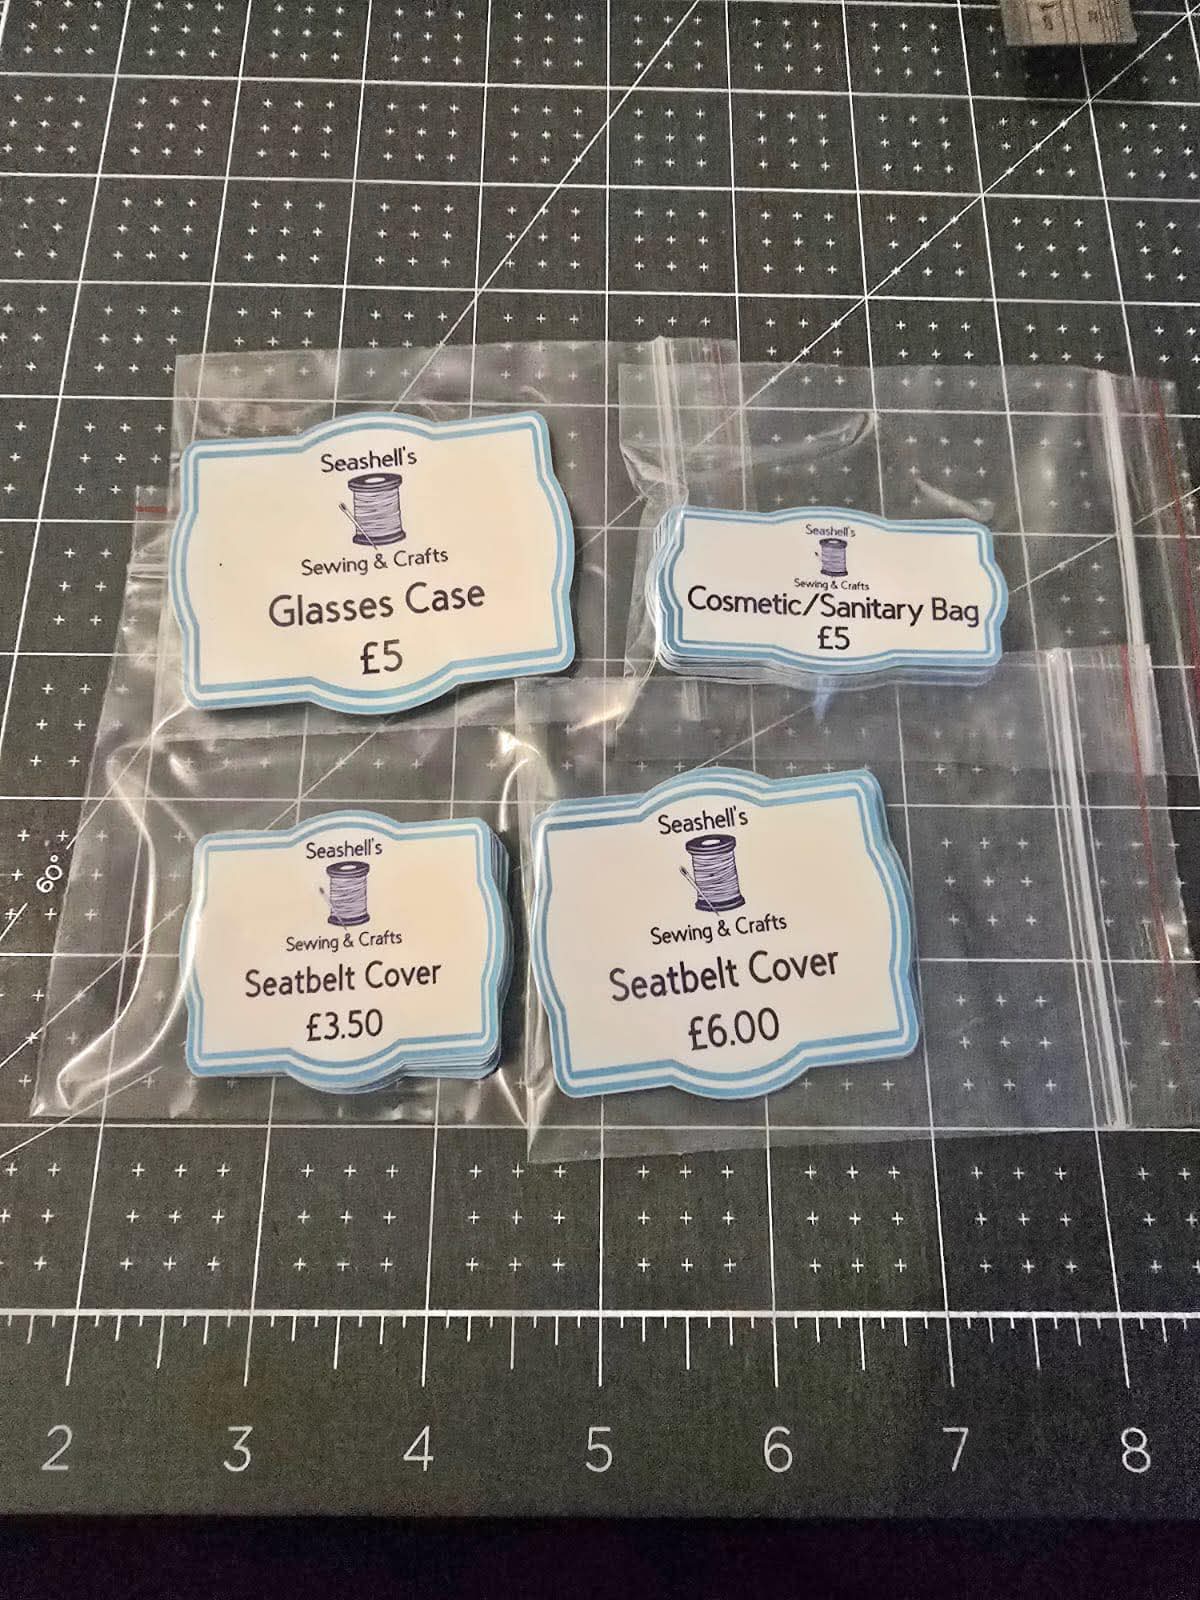 Seashell's
Sewing & Crafts
Glasses Case
£5
Seashell's
Sewing & Crafts
Cosmetic/Sanitary Bag
£5
Seashell's
Sewing & Crafts
Seatbelt Cover
£3.50
Seashell's
Sewing & Crafts
Seatbelt Cover
£6.00
60°
2 3 4 5 6 7 8